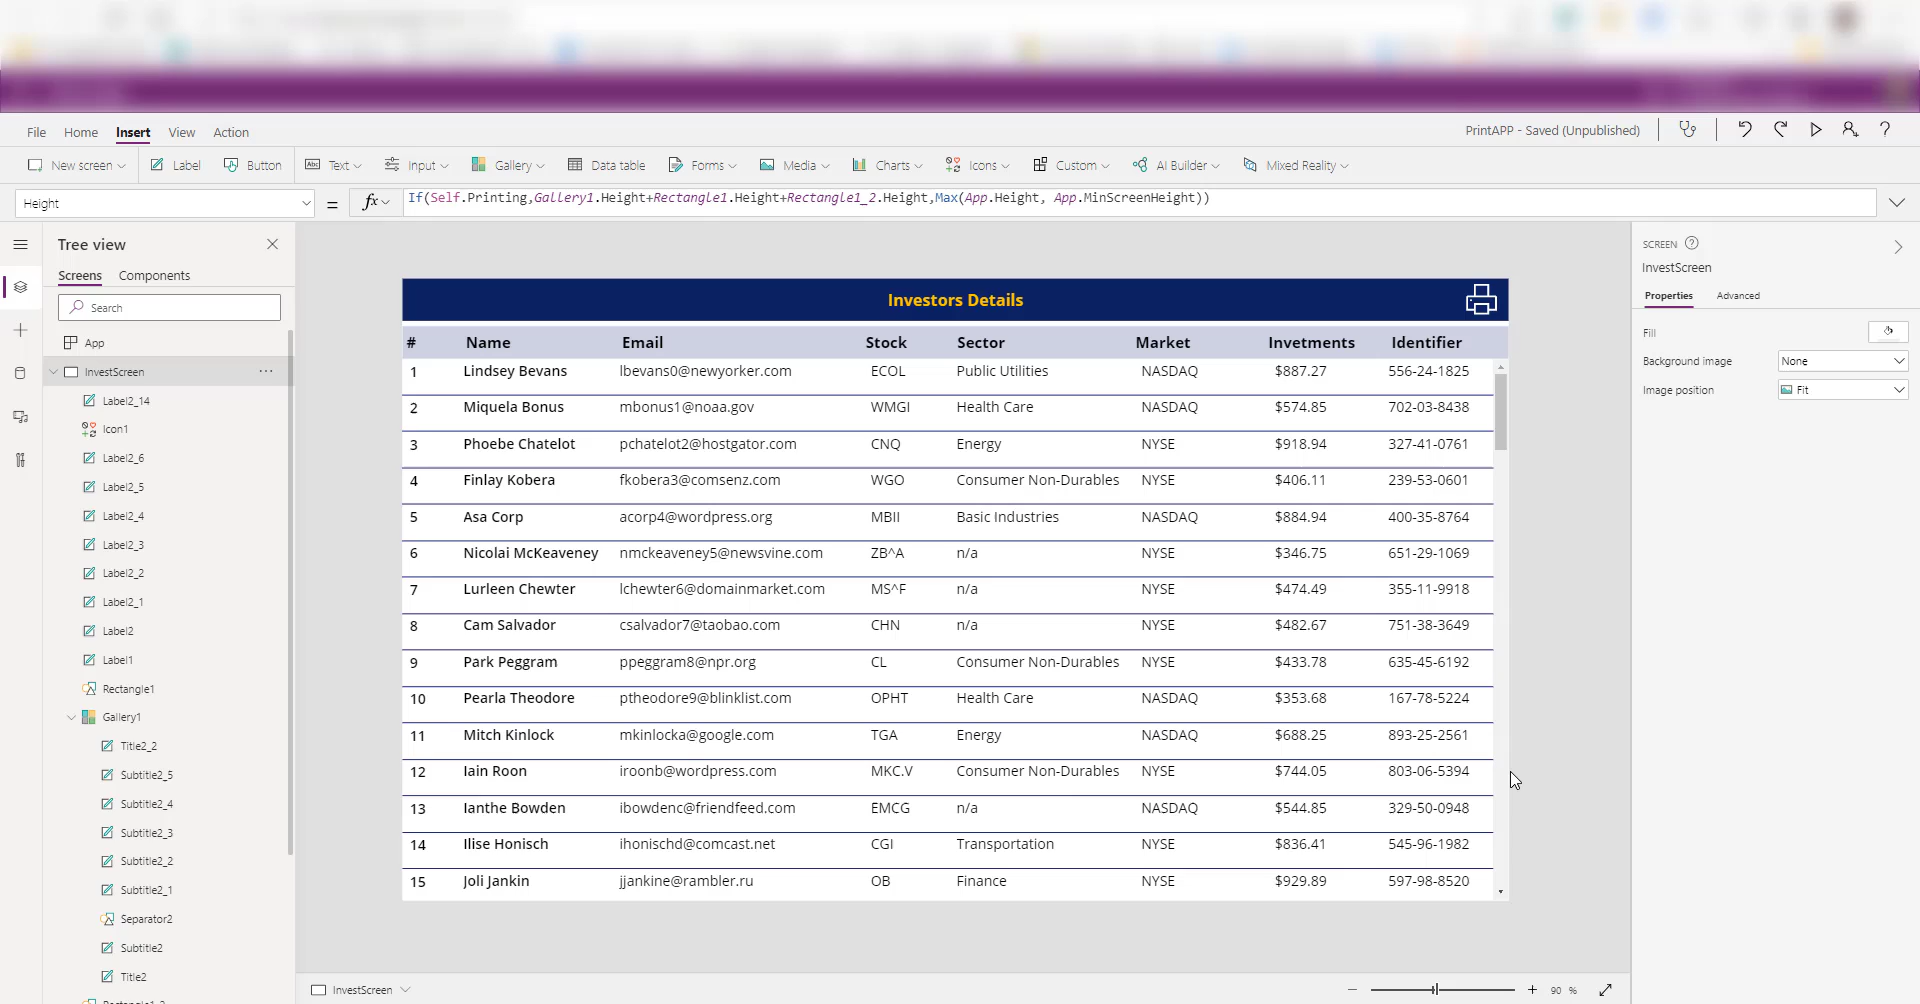 File Home Insert View Action PrintAPP - Saved (Unpublished) ?
New screen Label Button Abc Text Input Gallery Data table Forms Media Charts Icons Custom AI Builder Mixed Reality
Height = fx If(Self.Printing,Gallery1.Height+Rectangle1.Height+Rectangle1_2.Height,Max(App.Height, App.MinScreenHeight))
Tree view
Screens Components
Search
App
InvestScreen ...
Label2_14
Icon1
Label2_6
Label2_5
Label2_4
Label2_3
Label2_2
Label2_1
Label2
Label1
Rectangle1
Gallery1
Title2_2
Subtitle2_5
Subtitle2_4
Subtitle2_3
Subtitle2_2
Subtitle2_1
Separator2
Subtitle2
Title2
Investors Details
# Name Email Stock Sector Market Invetments Identifier
1 Lindsey Bevans lbevans0@newyorker.com ECOL Public Utilities NASDAQ $887.27 556-24-1825
2 Miquela Bonus mbonus1@noaa.gov WMGI Health Care NASDAQ $574.85 702-03-8438
3 Phoebe Chatelot pchatelot2@hostgator.com CNQ Energy NYSE $918.94 327-41-0761
4 Finlay Kobera fkobera3@comsenz.com WGO Consumer Non-Durables NYSE $406.11 239-53-0601
5 Asa Corp acorp4@wordpress.org MBII Basic Industries NASDAQ $884.94 400-35-8764
6 Nicolai McKeaveney nmckeaveney5@newsvine.com ZB^A n/a NYSE $346.75 651-29-1069
7 Lurleen Chewter lchewter6@domainmarket.com MS^F n/a NYSE $474.49 355-11-9918
8 Cam Salvador csalvador7@taobao.com CHN n/a NYSE $482.67 751-38-3649
9 Park Peggram ppeggram8@npr.org CL Consumer Non-Durables NYSE $433.78 635-45-6192
10 Pearla Theodore ptheodore9@blinklist.com OPHT Health Care NASDAQ $353.68 167-78-5224
11 Mitch Kinlock mkinlocka@google.com TGA Energy NASDAQ $688.25 893-25-2561
12 Iain Roon iroonb@wordpress.com MKC.V Consumer Non-Durables NYSE $744.05 803-06-5394
13 Ianthe Bowden ibowdenc@friendfeed.com EMCG n/a NASDAQ $544.85 329-50-0948
14 Ilise Honisch ihonischd@comcast.net CGI Transportation NYSE $836.41 545-96-1982
15 Joli Jankin jjankine@rambler.ru OB Finance NYSE $929.89 597-98-8520
SCREEN ?
InvestScreen
Properties Advanced
Fill
Background image None
Image position Fit
InvestScreen 90 %